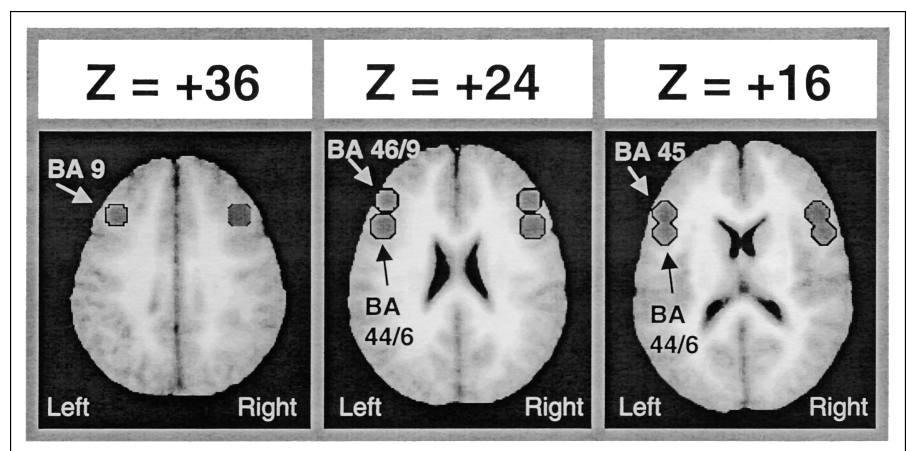 Z = +36
Z = +24
Z = +16
BA 9
Left
Right
BA 46/9
BA
44/6
Left
Right
BA 45
BA
44/6
Left
Right